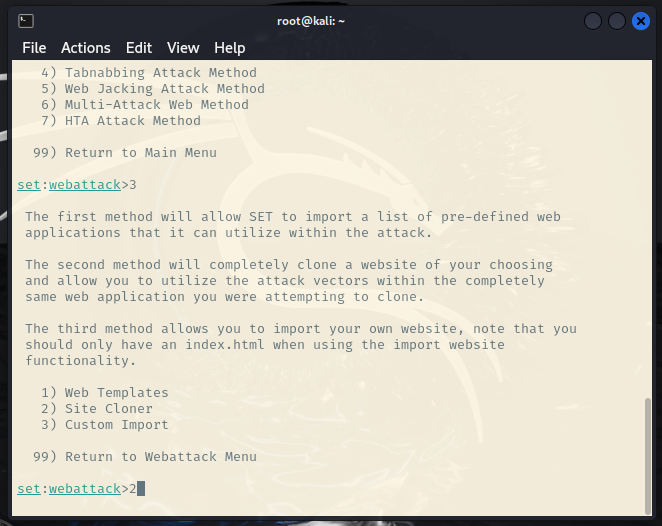 root@kali: ~
File Actions Edit View Help
4) Tabnabbing Attack Method
5) Web Jacking Attack Method
6) Multi-Attack Web Method
7) HTA Attack Method
99) Return to Main Menu
set:webattack>3
The first method will allow SET to import a list of pre-defined web
applications that it can utilize within the attack.
The second method will completely clone a website of your choosing
and allow you to utilize the attack vectors within the completely
same web application you were attempting to clone.
The third method allows you to import your own website, note that you
should only have an index.html when using the import website
functionality.
1) Web Templates
2) Site Cloner
3) Custom Import
99) Return to Webattack Menu
set:webattack>2